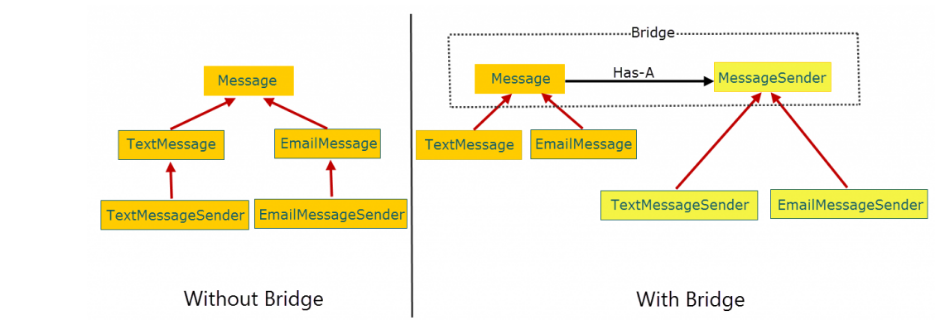 Message
TextMessage
EmailMessage
TextMessageSender
EmailMessageSender
Without Bridge
Bridge
Message
Has-A
MessageSender
TextMessage
EmailMessage
TextMessageSender
EmailMessageSender
With Bridge